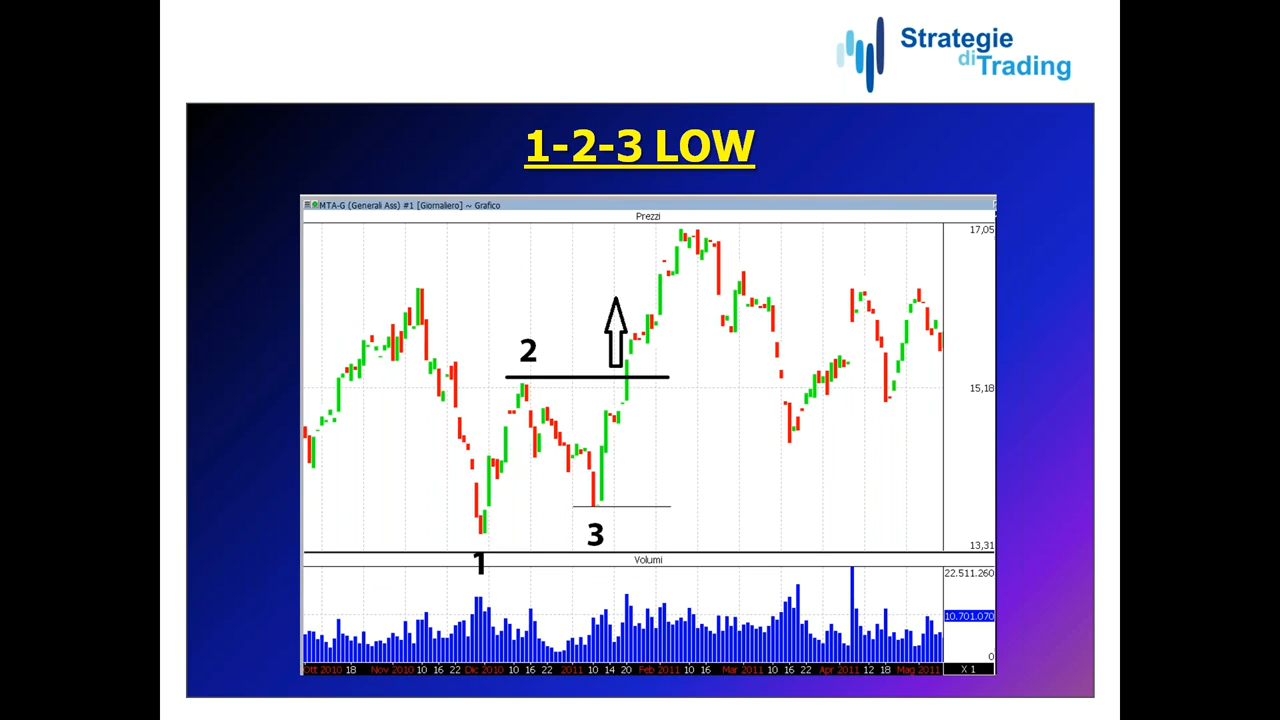 Strategie
di Trading
1-2-3 LOW
MTA-G (Generali Ass) #1 [Giornaliero] ~ Grafico
Prezzi
17,05
2
15,18
3
13,31
1
Volumi
22.511.260
10.701.070
0
Ott 2010 18 Nov 2010 10 16 22 Dic 2010 10 16 22 2011 10 14 20 Feb 2011 10 16 Mar 2011 10 16 22 Apr 2011 12 18 Mag 2011 X 1